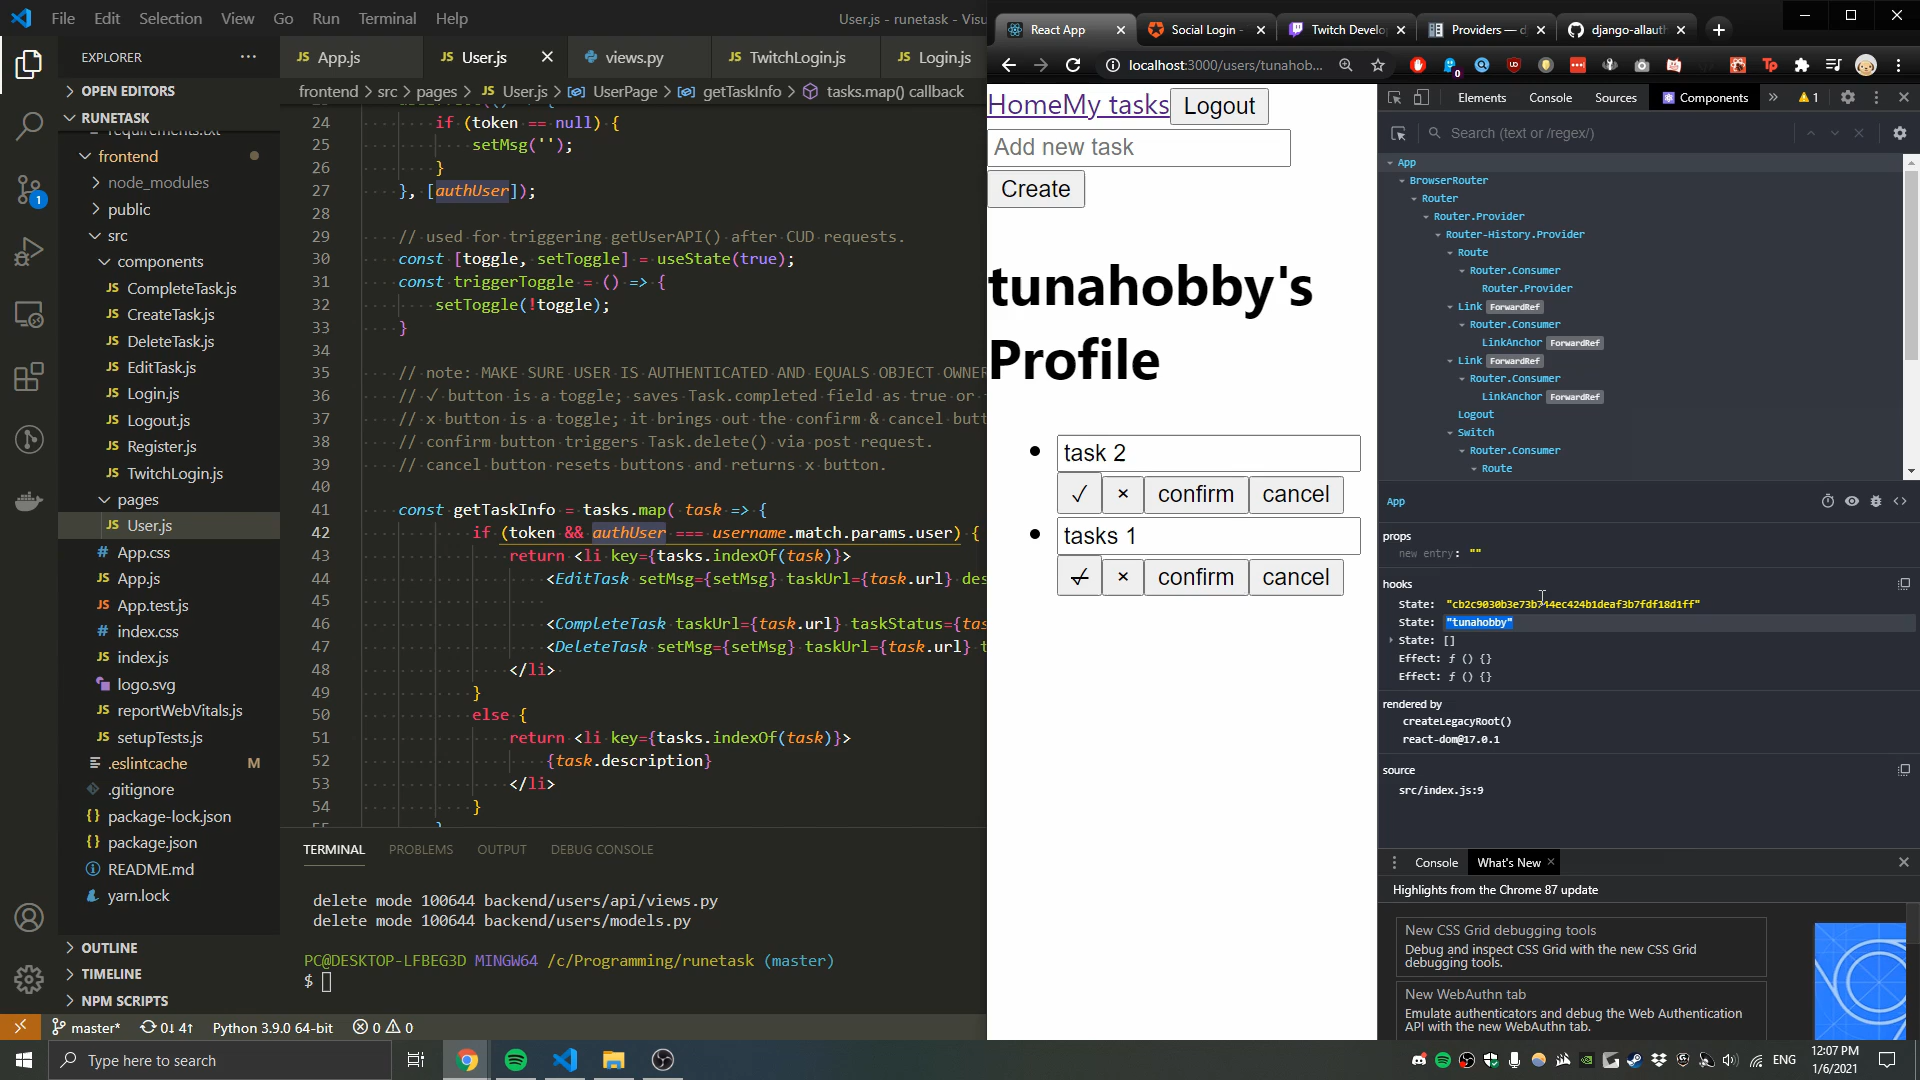 File Edit Selection View Go Run Terminal Help
User.js - runetask - Visu
EXPLORER
JS App.js
JS User.js
views.py
JS TwitchLogin.js
JS Login.js
OPEN EDITORS
frontend > src > pages > JS User.js > UserPage > getTaskInfo > tasks.map() callback
RUNETASK
requirements.txt
frontend
node_modules
public
src
components
JS CompleteTask.js
JS CreateTask.js
JS DeleteTask.js
JS EditTask.js
JS Login.js
JS Logout.js
JS Register.js
JS TwitchLogin.js
pages
JS User.js
# App.css
JS App.js
JS App.test.js
# index.css
JS index.js
logo.svg
JS reportWebVitals.js
JS setupTests.js
.eslintcache M
.gitignore
{} package-lock.json
{} package.json
README.md
yarn.lock
OUTLINE
TIMELINE
NPM SCRIPTS
24 if (token == null) {
25 setMsg('');
26 }
27 }, [authUser]);
28
29 // used for triggering getUserAPI() after CUD requests.
30 const [toggle, setToggle] = useState(true);
31 const triggerToggle = () => {
32 setToggle(!toggle);
33 }
34
35 // note: MAKE SURE USER IS AUTHENTICATED AND EQUALS OBJECT OWNER
36 // ✓ button is a toggle; saves Task.completed field as true or
37 // x button is a toggle; it brings out the confirm & cancel butt
38 // confirm button triggers Task.delete() via post request.
39 // cancel button resets buttons and returns x button.
40
41 const getTaskInfo = tasks.map( task => {
42 if (token && authUser === username.match.params.user) {
43 return <li key={tasks.indexOf(task)}>
44 <EditTask setMsg={setMsg} taskUrl={task.url} des
45
46 <CompleteTask taskUrl={task.url} taskStatus={tas
47 <DeleteTask setMsg={setMsg} taskUrl={task.url} t
48 </li>
49 }
50 else {
51 return <li key={tasks.indexOf(task)}>
52 {task.description}
53 </li>
54 }
TERMINAL PROBLEMS OUTPUT DEBUG CONSOLE
delete mode 100644 backend/users/api/views.py
delete mode 100644 backend/users/models.py
PC@DESKTOP-LFBEG3D MINGW64 /c/Programming/runetask (master)
$
master* 0↓ 4↑ Python 3.9.0 64-bit 0 0
React App
Social Login -
Twitch Develo
Providers — d
django-allauth
localhost:3000/users/tunahob...
HomeMy tasks Logout
Add new task
Create
tunahobby's
Profile
task 2
✓ × confirm cancel
tasks 1
✓ × confirm cancel
Elements Console Sources Components » 1
Search (text or /regex/)
App
BrowserRouter
Router
Router.Provider
Router-History.Provider
Route
Router.Consumer
Router.Provider
Link ForwardRef
Router.Consumer
LinkAnchor ForwardRef
Link ForwardRef
Router.Consumer
LinkAnchor ForwardRef
Logout
Switch
Router.Consumer
Route
App
props
new entry: ""
hooks
State: "cb2c9030b3e73b744ec424b1deaf3b7fdf18d1ff"
State: "tunahobby"
State: []
Effect: ƒ () {}
Effect: ƒ () {}
rendered by
createLegacyRoot()
react-dom@17.0.1
source
src/index.js:9
Console What's New
Highlights from the Chrome 87 update
New CSS Grid debugging tools
Debug and inspect CSS Grid with the new CSS Grid
debugging tools.
New WebAuthn tab
Emulate authenticators and debug the Web Authentication
API with the new WebAuthn tab.
Type here to search
ENG
12:07 PM
1/6/2021